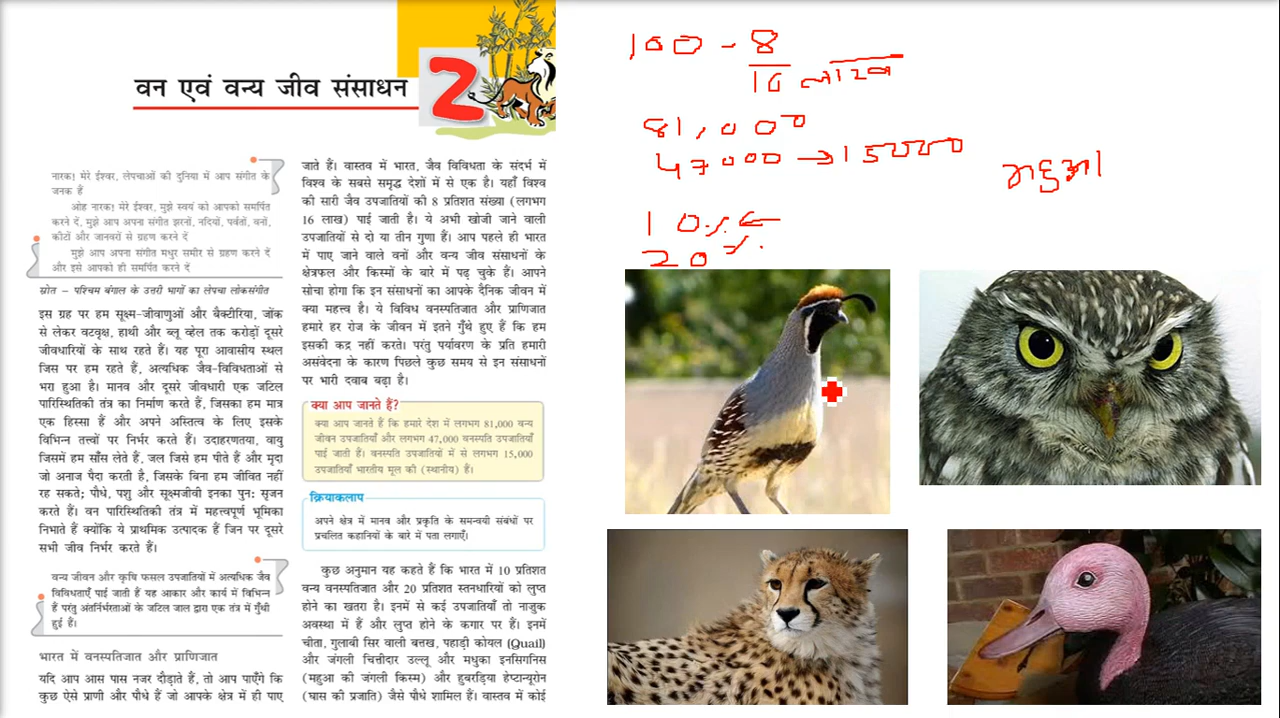 वन एवं वन्य जीव संसाधन
2
नारक! मेरे ईश्वर, लेपचाओं की दुनिया में आप संगीत के
जनक हैं
ओह नारक! मेरे ईश्वर, मुझे स्वयं को आपको समर्पित
करने दें, मुझे आप अपना संगीत झरनों, नदियों, पर्वतों, वनों,
कीटों और जानवरों से ग्रहण करने दें
मुझे आप अपना संगीत मधुर समीर से ग्रहण करने दें
और इसे आपको ही समर्पित करने दें
स्रोत – पश्चिम बंगाल के उतरी भागों का लेपचा लोकसंगीत
इस ग्रह पर हम सूक्ष्म-जीवाणुओं और बैक्टीरिया, जोंक
से लेकर वटवृक्ष, हाथी और ब्लू व्हेल तक करोड़ों दूसरे
जीवधारियों के साथ रहते हैं। यह पूरा आवासीय स्थल
जिस पर हम रहते हैं, अत्यधिक जैव-विविधताओं से
भरा हुआ है। मानव और दूसरे जीवधारी एक जटिल
पारिस्थितिकी तंत्र का निर्माण करते हैं, जिसका हम मात्र
एक हिस्सा हैं और अपने अस्तित्व के लिए इसके
विभिन्न तत्त्वों पर निर्भर करते हैं। उदाहरणतया, वायु
जिसमें हम साँस लेते हैं, जल जिसे हम पीते हैं और मृदा
जो अनाज पैदा करती है, जिसके बिना हम जीवित नहीं
रह सकते; पौधे, पशु और सूक्ष्मजीवी इनका पुनः सृजन
करते हैं। वन पारिस्थितिकी तंत्र में महत्त्वपूर्ण भूमिका
निभाते हैं क्योंकि ये प्राथमिक उत्पादक हैं जिन पर दूसरे
सभी जीव निर्भर करते हैं।
वन्य जीवन और कृषि फसल उपजातियों में अत्यधिक जैव
विविधताएँ पाई जाती हैं यह आकार और कार्य में विभिन्न
हैं परंतु अंतर्निर्भरताओं के जटिल जाल द्वारा एक तंत्र में गुँथी
हुई हैं।
भारत में वनस्पतिजात और प्राणिजात
यदि आप आस पास नजर दौड़ाते हैं, तो आप पाएँगे कि
कुछ ऐसे प्राणी और पौधे हैं जो आपके क्षेत्र में ही पाए
जाते हैं। वास्तव में भारत, जैव विविधता के संदर्भ में
विश्व के सबसे समृद्ध देशों में से एक है। यहाँ विश्व
की सारी जैव उपजातियों की 8 प्रतिशत संख्या (लगभग
16 लाख) पाई जाती है। ये अभी खोजी जाने वाली
उपजातियों से दो या तीन गुणा हैं। आप पहले ही भारत
में पाए जाने वाले वनों और वन्य जीव संसाधनों के
क्षेत्रफल और किस्मों के बारे में पढ़ चुके हैं। आपने
सोचा होगा कि इन संसाधनों का आपके दैनिक जीवन में
क्या महत्त्व है। ये विविध वनस्पतिजात और प्राणिजात
हमारे हर रोज के जीवन में इतने गुँथे हुए हैं कि हम
इसकी कद्र नहीं करते। परंतु पर्यावरण के प्रति हमारी
असंवेदना के कारण पिछले कुछ समय से इन संसाधनों
पर भारी दवाब बढ़ा है।
क्या आप जानते हैं?
क्या आप जानते हैं कि हमारे देश में लगभग 81,000 वन्य
जीवन उपजातियाँ और लगभग 47,000 वनस्पति उपजातियाँ
पाई जाती हैं। वनस्पति उपजातियों में से लगभग 15,000
उपजातियाँ भारतीय मूल की (स्थानीय) हैं।
क्रियाकलाप
अपने क्षेत्र में मानव और प्रकृति के समन्वयी संबंधों पर
प्रचलित कहानियों के बारे में पता लगाएँ।
कुछ अनुमान यह कहते हैं कि भारत में 10 प्रतिशत
वन्य वनस्पतिजात और 20 प्रतिशत स्तनधारियों को लुप्त
होने का खतरा है। इनमें से कई उपजातियाँ तो नाजुक
अवस्था में हैं और लुप्त होने के कगार पर हैं। इनमें
चीता, गुलाबी सिर वाली बत्तख, पहाड़ी कोयल (Quail)
और जंगली चित्तीदार उल्लू और मधुका इनसिगनिस
(महुआ की जंगली किस्म) और हुबरड़िया हेप्टान्यूरोन
(घास की प्रजाति) जैसे पौधे शामिल हैं। वास्तव में कोई
100 - 8
16 लाख
81,000
47000 → 15000
महुआ
10%
20%